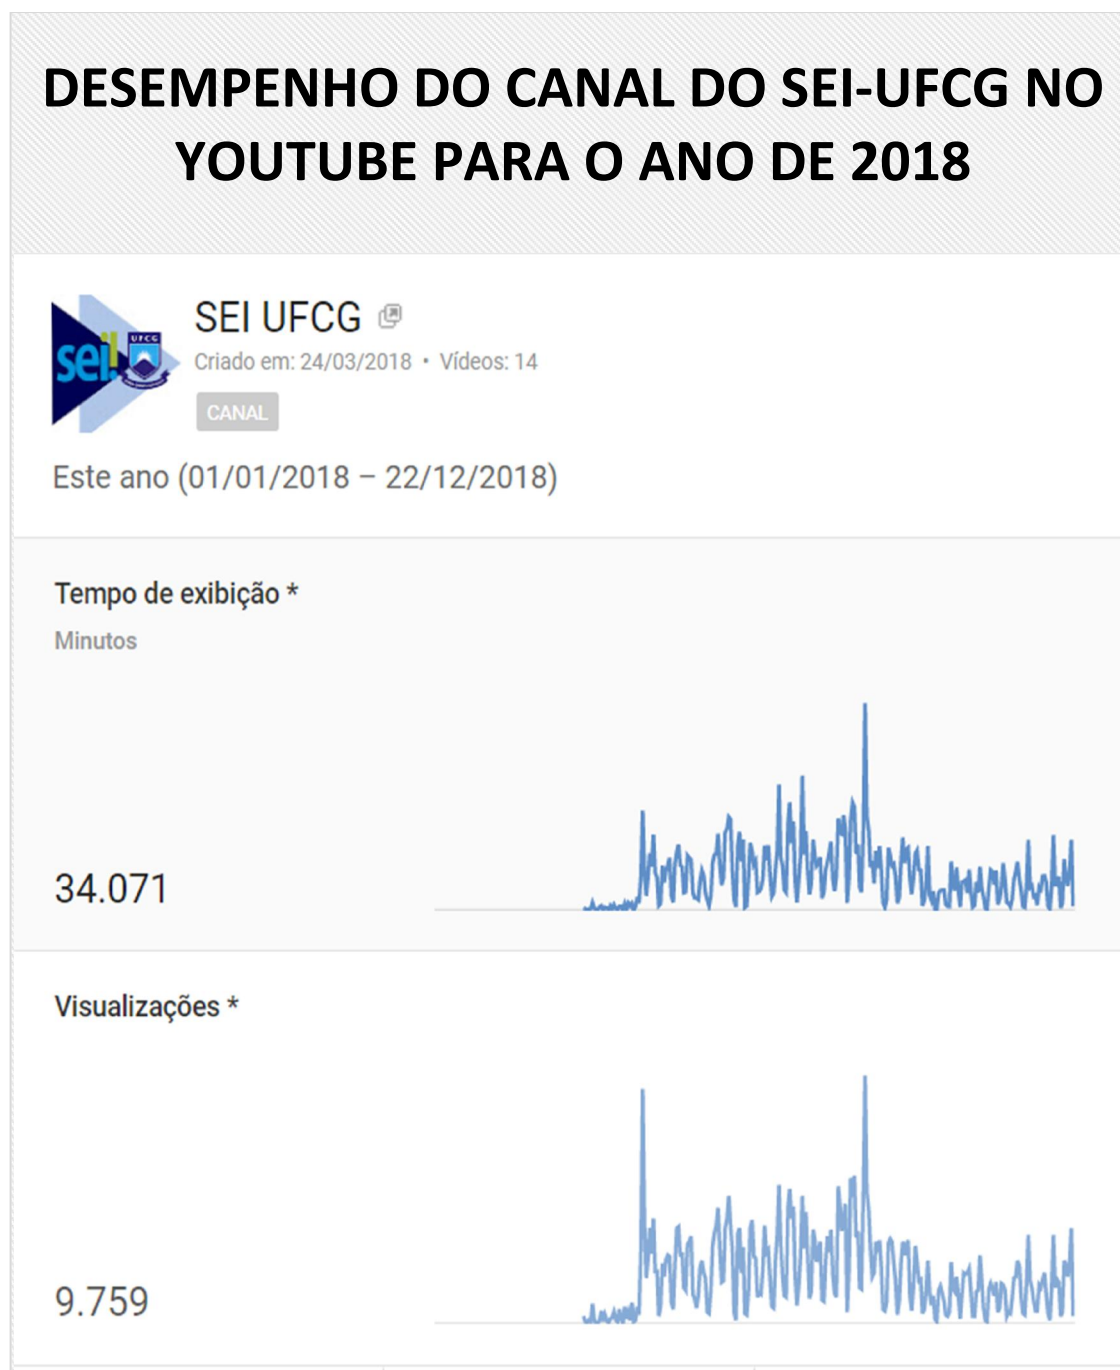 DESEMPENHO DO CANAL DO SEI-UFCG NO
YOUTUBE PARA O ANO DE 2018
sei!
UFCG
SEI UFCG
Criado em: 24/03/2018 • Vídeos: 14
CANAL
Este ano (01/01/2018 – 22/12/2018)
Tempo de exibição *
Minutos
34.071
Visualizações *
9.759